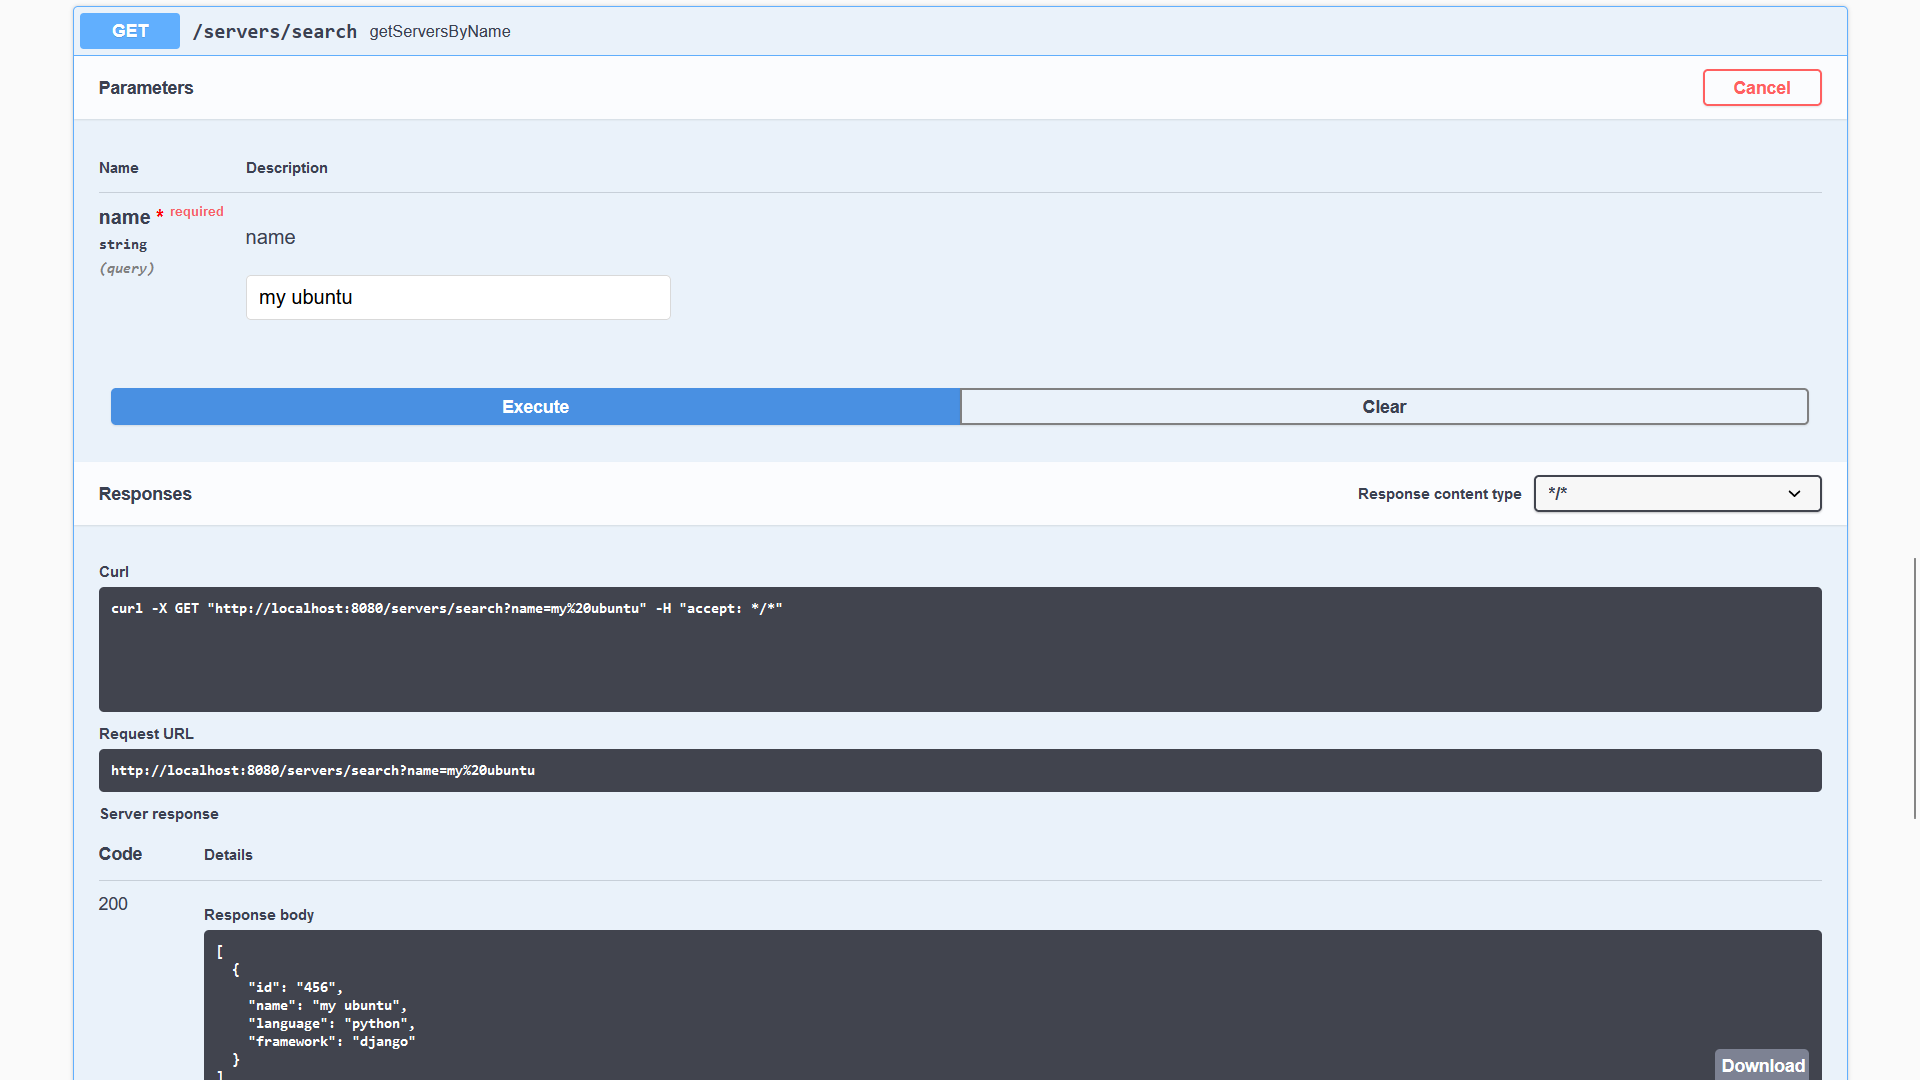 GET /servers/search getServersByName
Parameters Cancel
Name Description
name * required
string
(query)
name
my ubuntu
Execute Clear
Responses Response content type */*
Curl
curl -X GET "http://localhost:8080/servers/search?name=my%20ubuntu" -H "accept: */*"
Request URL
http://localhost:8080/servers/search?name=my%20ubuntu
Server response
Code Details
200
Response body
[
{
"id": "456",
"name": "my ubuntu",
"language": "python",
"framework": "django"
}
]
Download